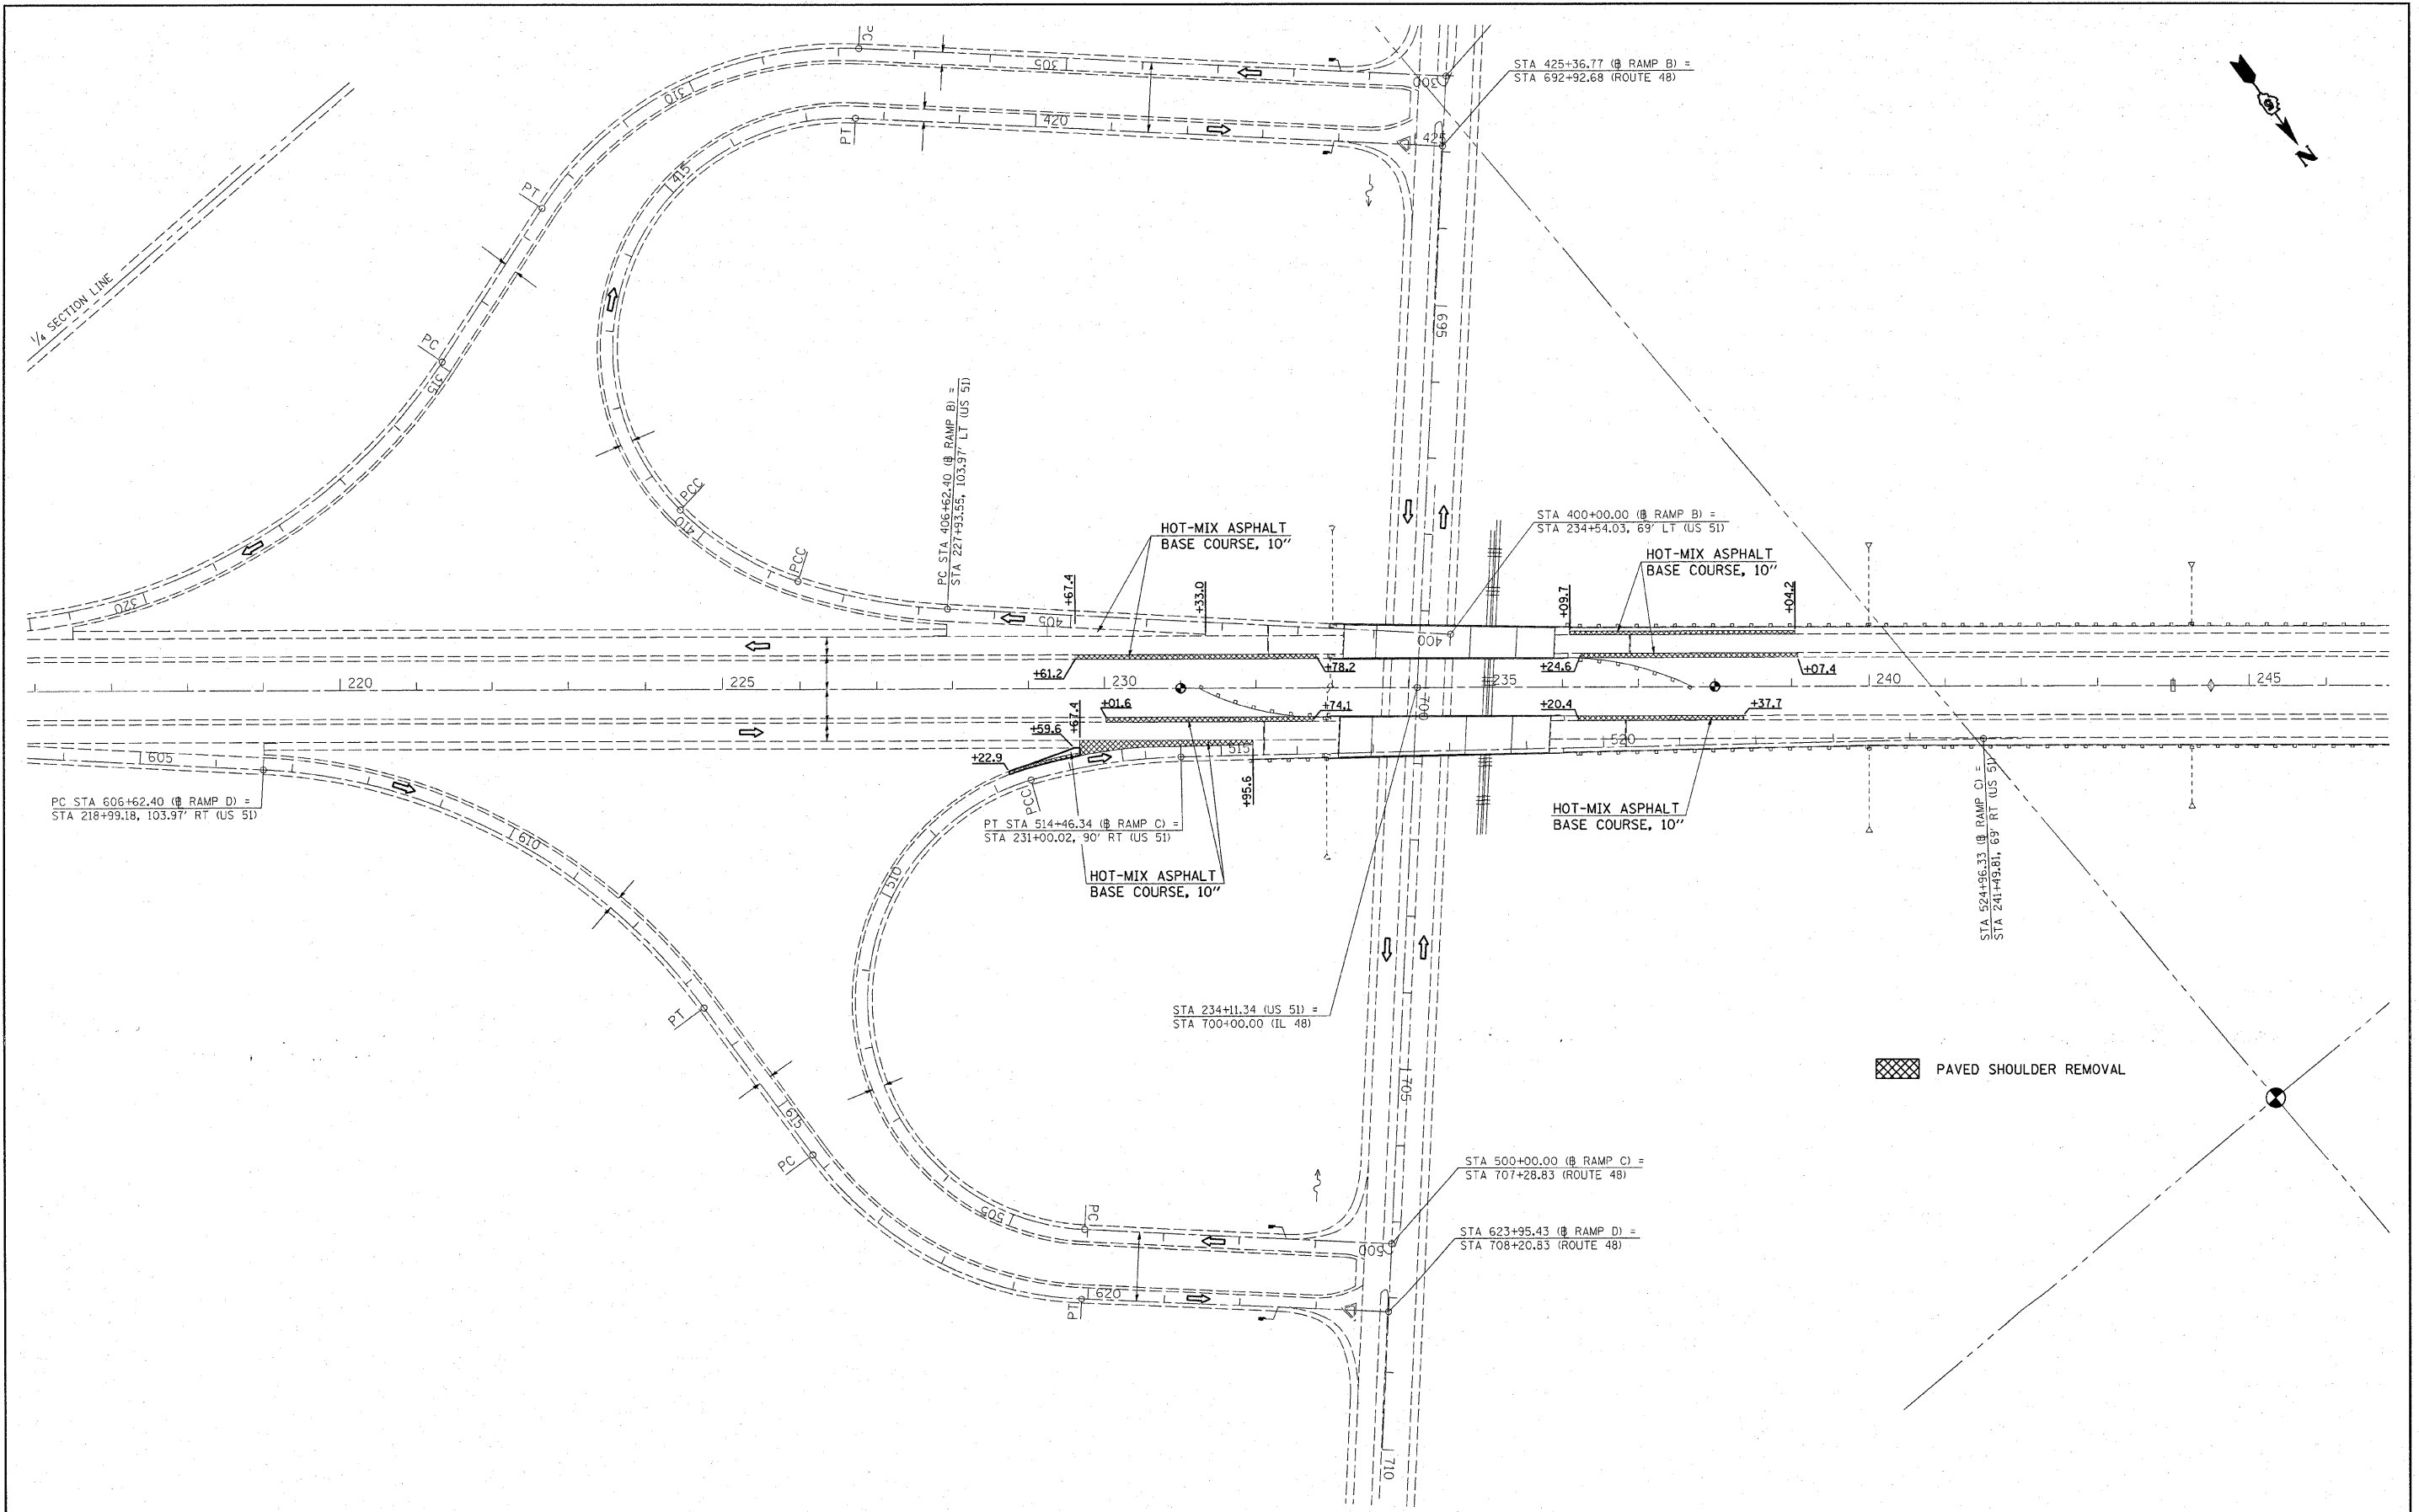 PC
305
300
310
420
425
415
PT
STA 425+36.77 (B RAMP B) =
STA 692+92.68 (ROUTE 48)
N
PT
1/4 SECTION LINE
PC
315
695
PC STA 406+62.40 (B RAMP B) =
STA 227+93.55, 103.97' LT (US 51)
PCC
410
PCC
320
HOT-MIX ASPHALT
BASE COURSE, 10"
STA 400+00.00 (B RAMP B) =
STA 234+54.03, 69' LT (US 51)
HOT-MIX ASPHALT
BASE COURSE, 10"
+67.4
+33.0
+09.7
+04.2
405
400
+61.2
+78.2
+24.6
+07.4
220
225
230
235
240
245
700
+01.6
+67.4
+74.1
+20.4
+37.7
+59.6
515
520
+22.9
605
+95.6
PCC
PC STA 606+62.40 (B RAMP D) =
STA 218+99.18, 103.97' RT (US 51)
PT STA 514+46.34 (B RAMP C) =
STA 231+00.02, 90' RT (US 51)
HOT-MIX ASPHALT
BASE COURSE, 10"
HOT-MIX ASPHALT
BASE COURSE, 10"
STA 524+96.33 (B RAMP C) =
STA 241+49.81, 69' RT (US 51)
610
510
PT
STA 234+11.34 (US 51) =
STA 700+00.00 (IL 48)
705
PAVED SHOULDER REMOVAL
615
PC
505
PC
500
STA 500+00.00 (B RAMP C) =
STA 707+28.83 (ROUTE 48)
STA 623+95.43 (B RAMP D) =
STA 708+20.83 (ROUTE 48)
PT
620
710